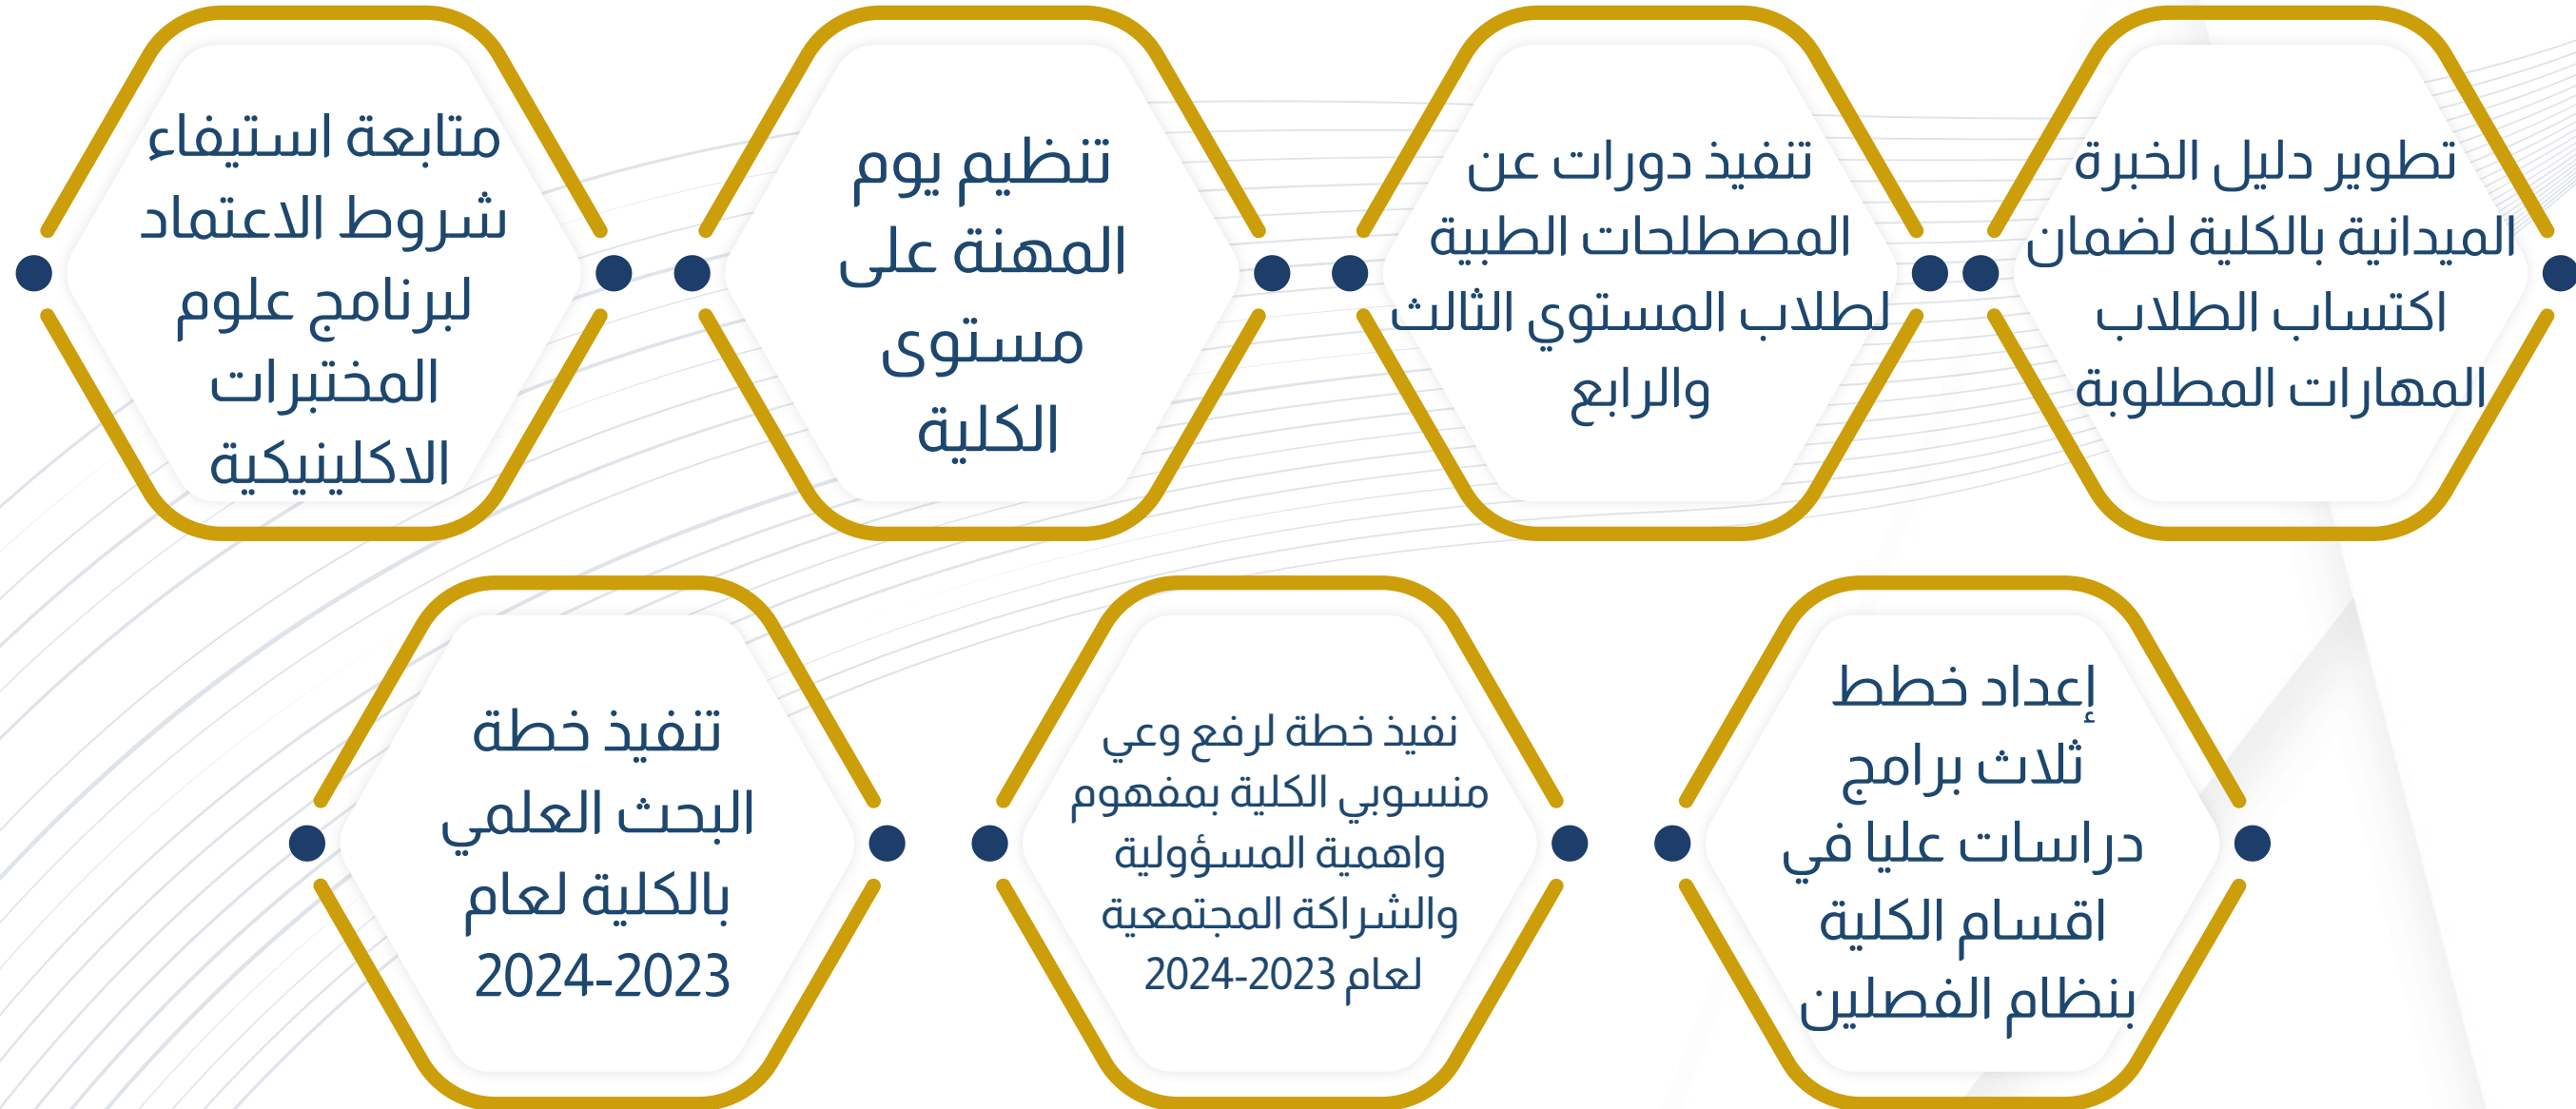 تطوير دليل الخبرة
الميدانية بالكلية لضمان
اكتساب الطلاب
المهارات المطلوبة
تنفيذ دورات عن
المصطلحات الطبية
لطلاب المستوي الثالث
والرابع
تنظيم يوم
المهنة على
مستوى
الكلية
متابعة استيفاء
شروط الاعتماد
لبرنامج علوم
المختبرات
الاكلينيكية
إعداد خطط
ثلاث برامج
دراسات عليا في
اقسام الكلية
بنظام الفصلين
نفيذ خطة لرفع وعي
منسوبي الكلية بمفهوم
واهمية المسؤولية
والشراكة المجتمعية
لعام 2023-2024
تنفيذ خطة
البحث العلمي
بالكلية لعام
2023-2024